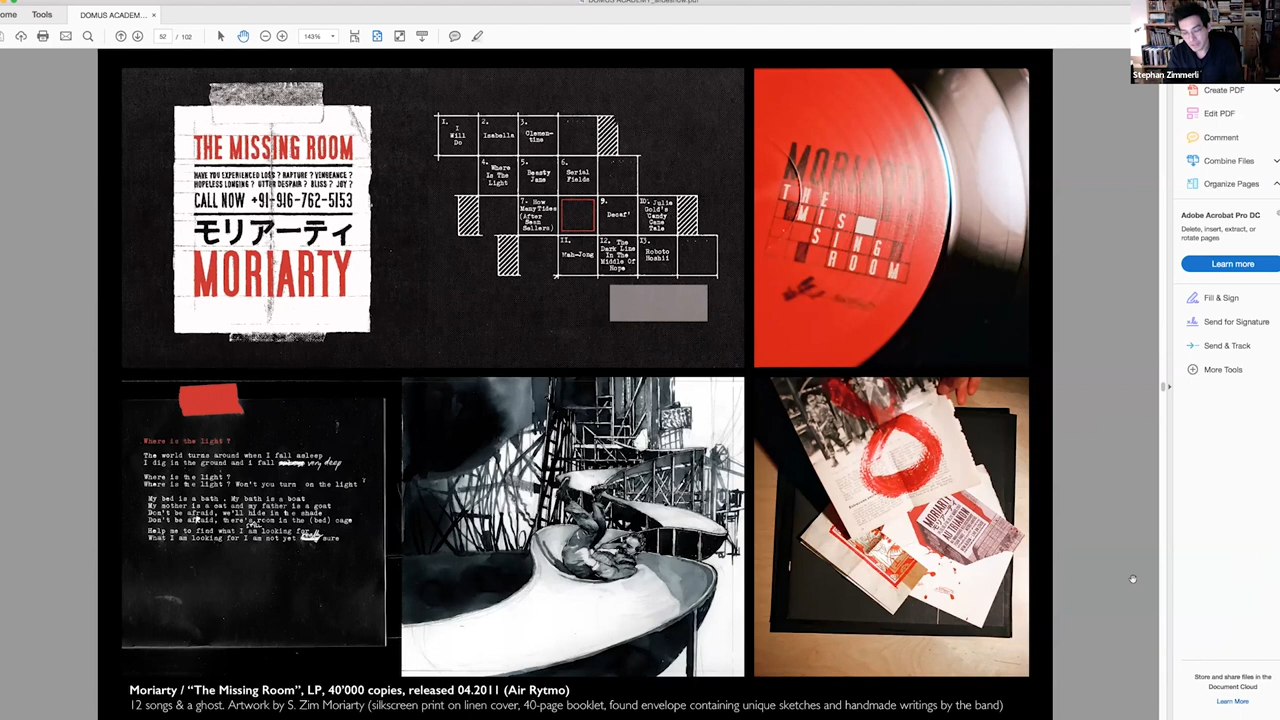 DOMUS ACADEMY_slideshow.pdf
ome
Tools
DOMUS ACADEM...
×
52 / 102
143%
Stephan Zimmerli
Create PDF
Edit PDF
Comment
Combine Files
Organize Pages
Adobe Acrobat Pro DC
Delete, insert, extract, or
rotate pages
Learn more
Fill & Sign
Send for Signature
Send & Track
More Tools
Store and share files in the
Document Cloud
Learn More
THE MISSING ROOM
HAVE YOU EXPERIENCED LOSS ? RAPTURE ? VENGEANCE ?
HOPELESS LONGING ? UTTER DESPAIR ? BLISS ? JOY ?
CALL NOW +91-916-762-5153
モリアーティ
MORIARTY
1.
I
Will
Do
2.
Isabella
3.
Clemen-
tine
4.
Where
Is The
Light
5.
Beasty
Jane
6.
Serial
Fields
7. How
Many Tides
(After
Sean
Sellers)
9.
Decaf'
10. Julie
Gold's
Candy
Cane
Tale
11.
Mah-Jong
12. The
Dark Line
In The
Middle Of
Hope
13.
Roboto
Hoshii
MORI
THE
MIS
SING
ROOM
Where is the light ?
The world turns around when I fall asleep
I dig in the ground and i fall very deep
Where is the light ?
Where is the light ? Won't you turn on the light
My bed is a bath . My bath is a boat
My mother is a cat and my father is a goat
Don't be afraid, we'll hide in the shade
Don't be afraid, there's room in the (bed) cage
Help me to find what I am looking for
What I am looking for I am not yet sure
MORIARTY
Moriarty / “The Missing Room”, LP, 40’000 copies, released 04.2011 (Air Rytmo)
12 songs & a ghost. Artwork by S. Zim Moriarty (silkscreen print on linen cover, 40 page booklet, found envelope containing unique sketches and handmade writings by the band)